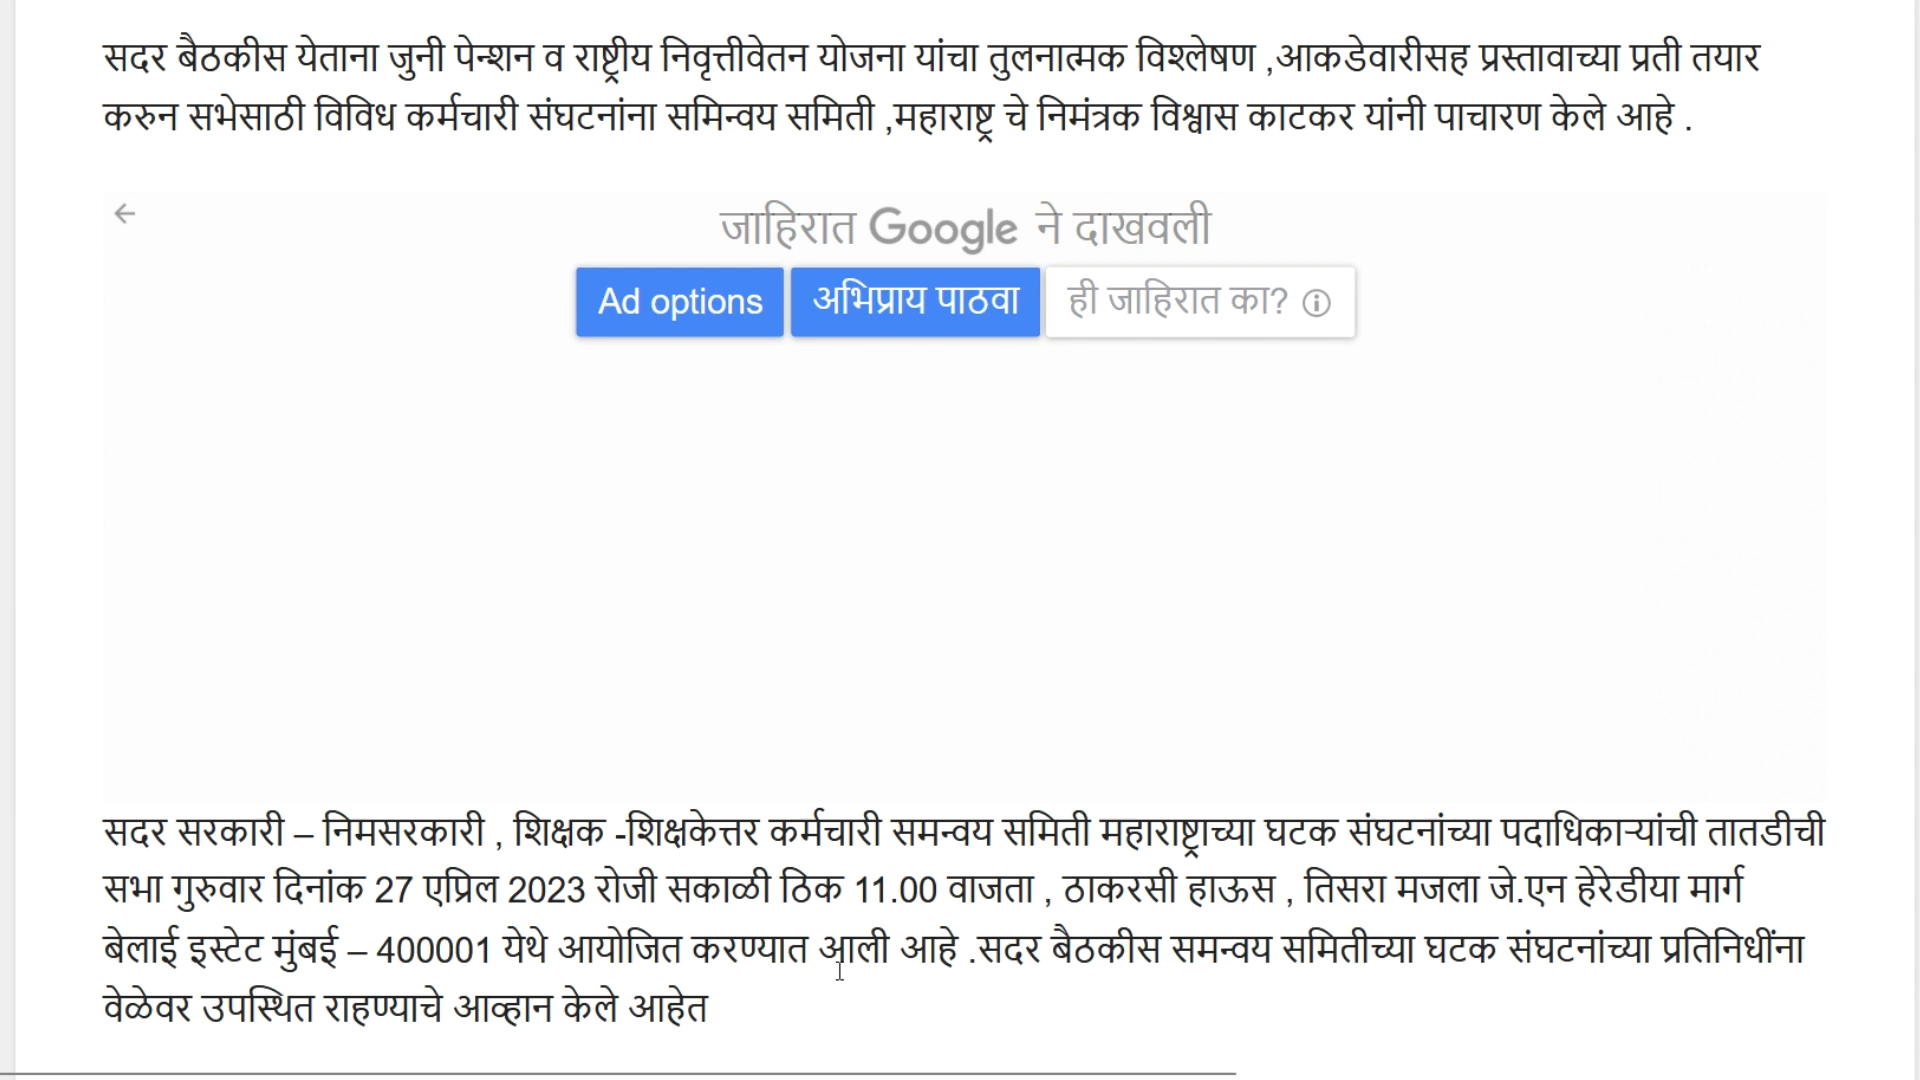 सदर बैठकीस येताना जुनी पेन्शन व राष्ट्रीय निवृत्तीवेतन योजना यांचा तुलनात्मक विश्लेषण ,आकडेवारीसह प्रस्तावाच्या प्रती तयार
करुन सभेसाठी विविध कर्मचारी संघटनांना समिन्वय समिती ,महाराष्ट्र चे निमंत्रक विश्वास काटकर यांनी पाचारण केले आहे .
जाहिरात Google ने दाखवली
Ad options अभिप्राय पाठवा ही जाहिरात का?
सदर सरकारी – निमसरकारी , शिक्षक -शिक्षकेत्तर कर्मचारी समन्वय समिती महाराष्ट्राच्या घटक संघटनांच्या पदाधिकाऱ्यांची तातडीची
सभा गुरुवार दिनांक 27 एप्रिल 2023 रोजी सकाळी ठिक 11.00 वाजता , ठाकरसी हाऊस , तिसरा मजला जे.एन हेरेडीया मार्ग
बेलाई इस्टेट मुंबई – 400001 येथे आयोजित करण्यात आली आहे .सदर बैठकीस समन्वय समितीच्या घटक संघटनांच्या प्रतिनिधींना
वेळेवर उपस्थित राहण्याचे आव्हान केले आहेत